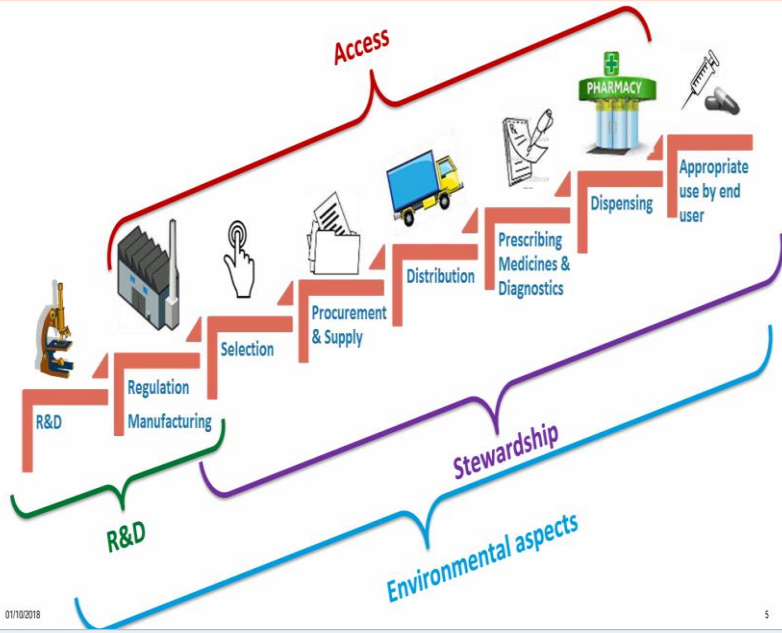 Access
PHARMACY
Appropriate
use by end
user
Dispensing
Prescribing
Medicines &
Diagnostics
Distribution
Procurement
& Supply
Selection
Regulation
Manufacturing
R&D
R&D
Stewardship
Environmental aspects
01/10/2018
5